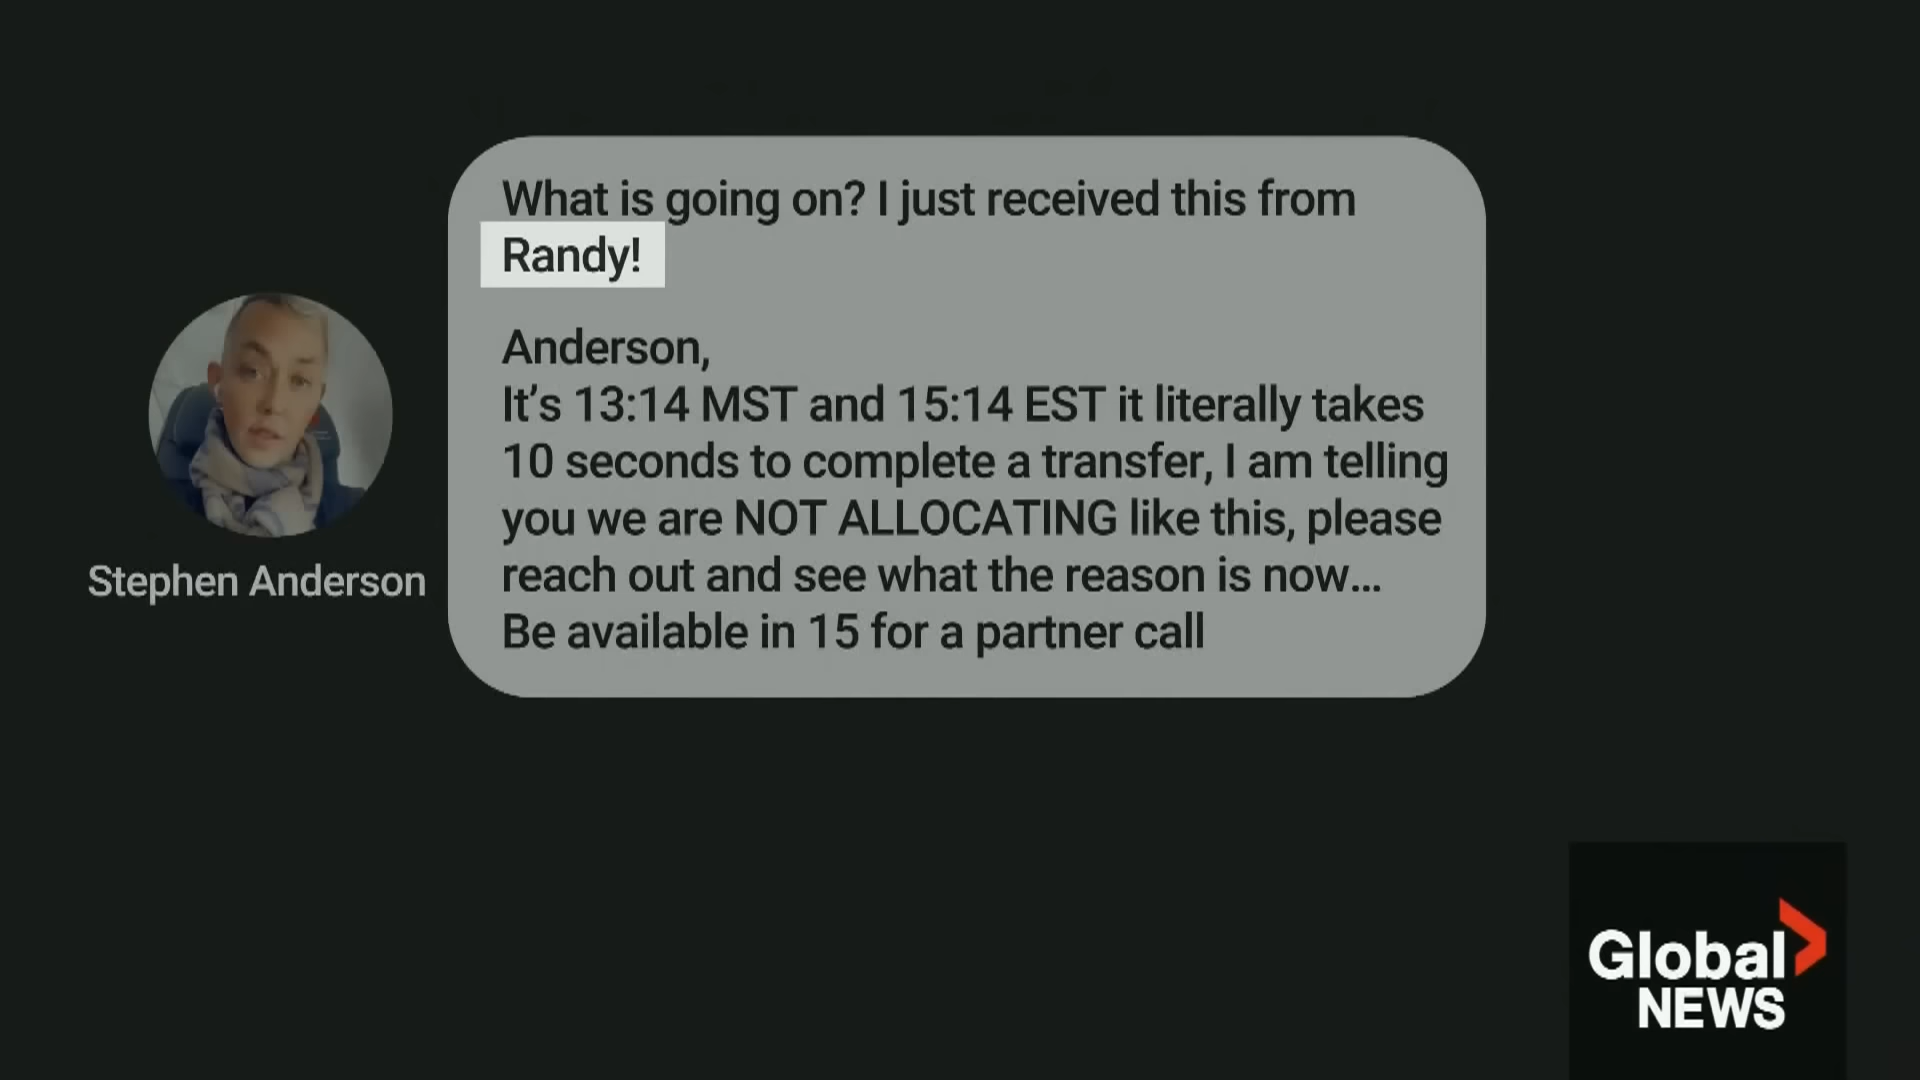 What is going on? I just received this from
Randy!
Anderson,
It's 13:14 MST and 15:14 EST it literally takes
10 seconds to complete a transfer, I am telling
you we are NOT ALLOCATING like this, please
reach out and see what the reason is now...
Be available in 15 for a partner call
Stephen Anderson
Global
NEWS